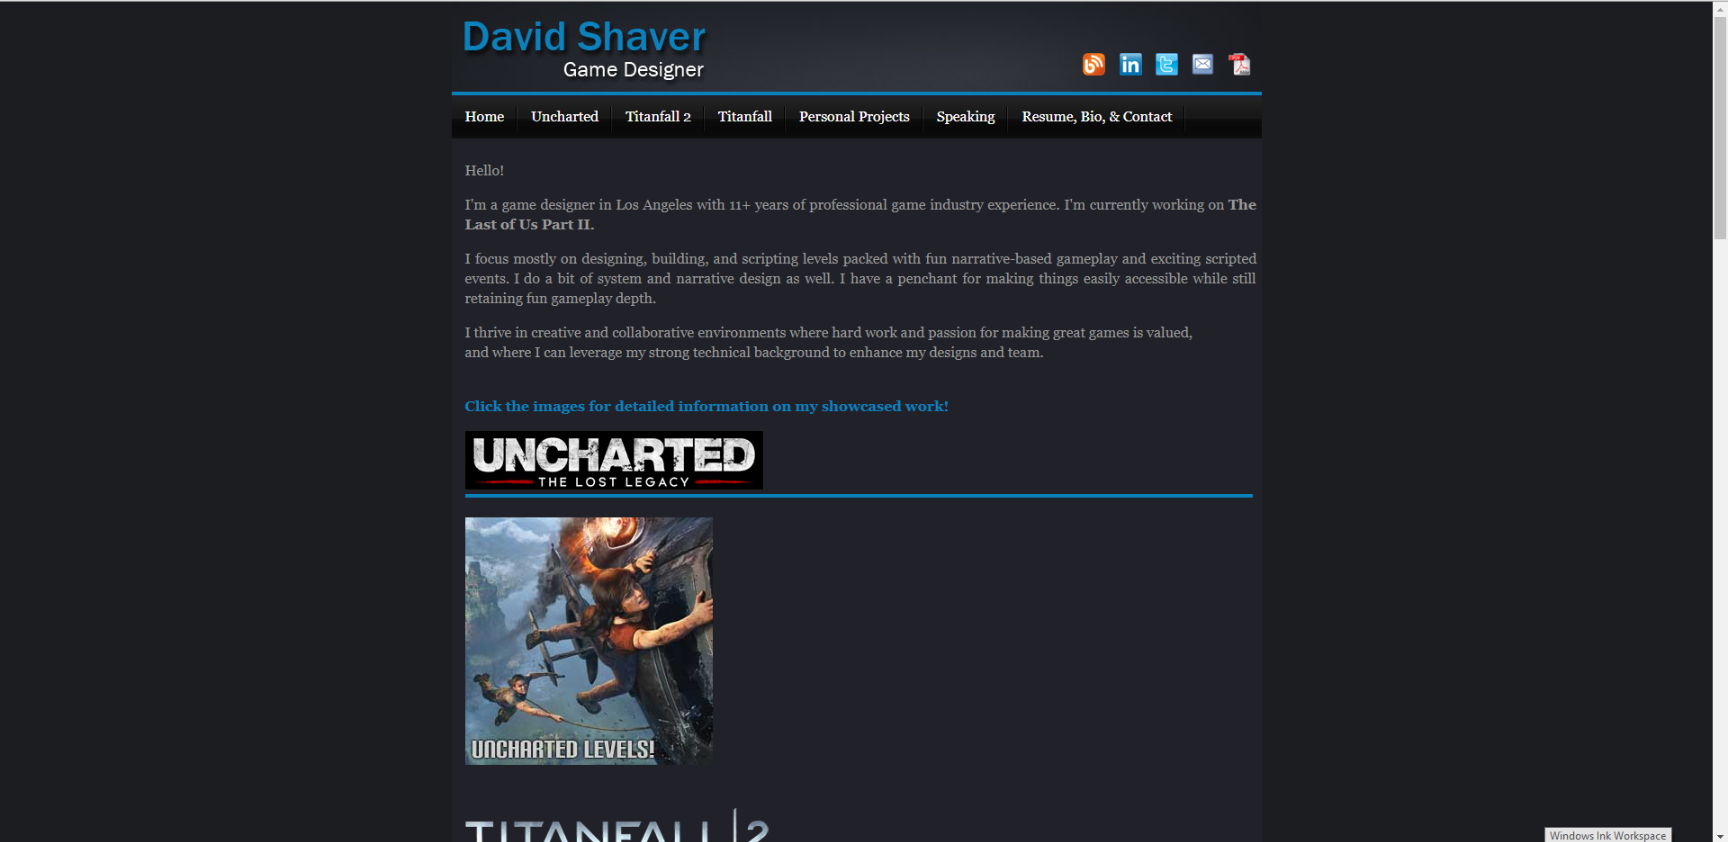 David Shaver
Game Designer
Home
Uncharted
Titanfall 2
Titanfall
Personal Projects
Speaking
Resume, Bio, & Contact
Hello!
I'm a game designer in Los Angeles with 11+ years of professional game industry experience. I'm currently working on The
Last of Us Part II.
I focus mostly on designing, building, and scripting levels packed with fun narrative-based gameplay and exciting scripted
events. I do a bit of system and narrative design as well. I have a penchant for making things easily accessible while still
retaining fun gameplay depth.
I thrive in creative and collaborative environments where hard work and passion for making great games is valued,
and where I can leverage my strong technical background to enhance my designs and team.
Click the images for detailed information on my showcased work!
UNCHARTED
THE LOST LEGACY
UNCHARTED LEVELS!
TITANFALL 2
Windows Ink Workspace